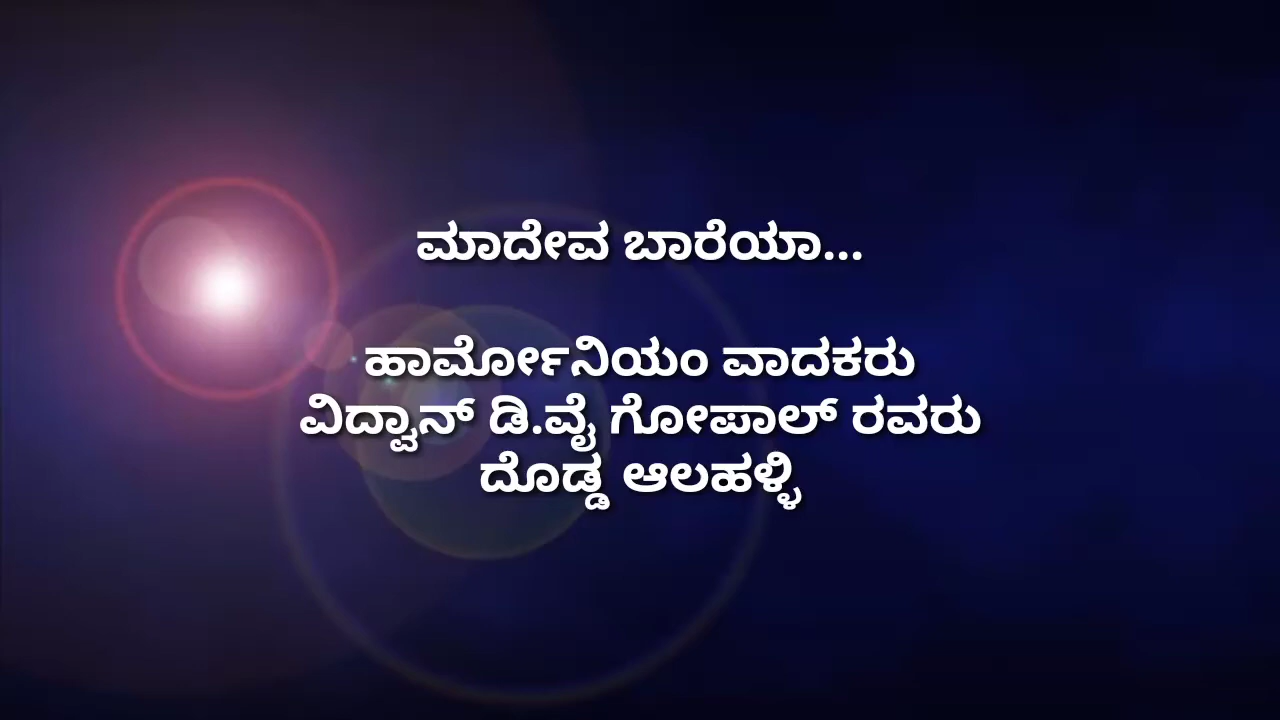 ಮಾದೇವ ಬಾರೆಯಾ...
ಹಾರ್ಮೋನಿಯಂ ವಾದಕರು
ವಿದ್ವಾನ್ ಡಿ.ವೈ ಗೋಪಾಲ್ ರವರು
ದೊಡ್ಡ ಆಲಹಳ್ಳಿ